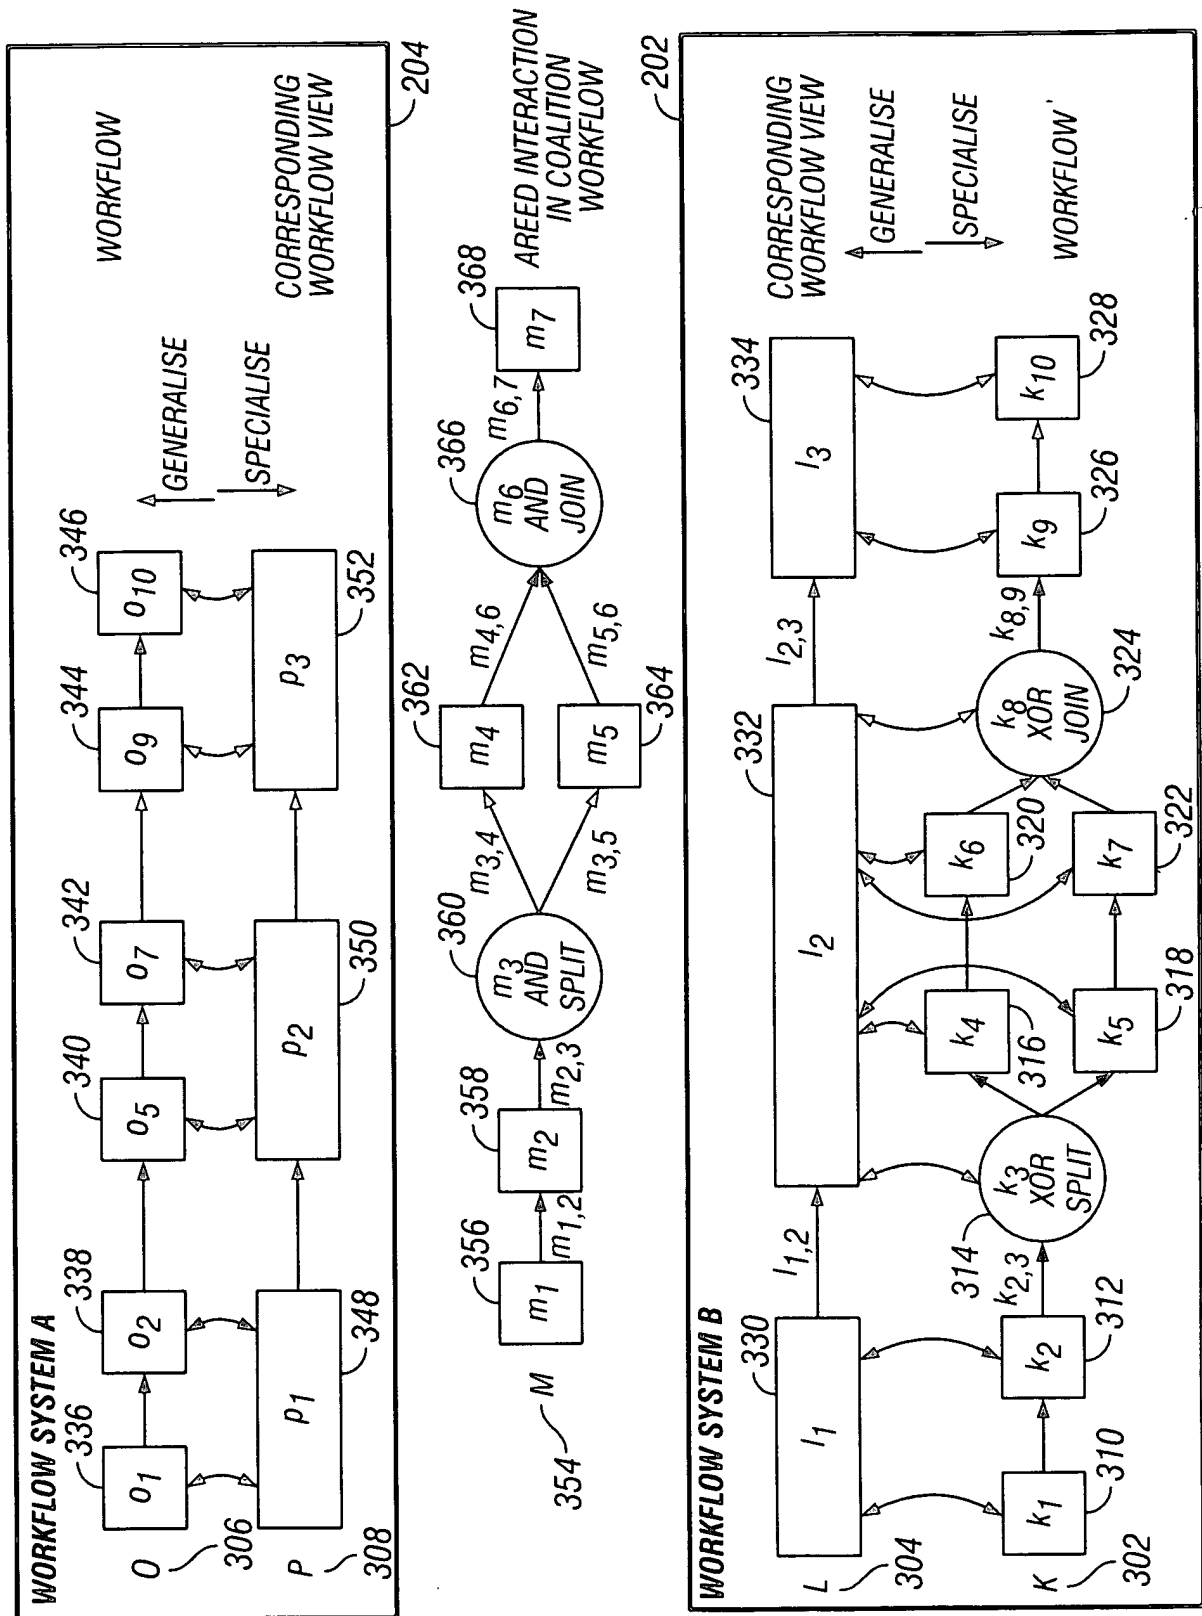 WORKFLOW SYSTEM A
WORKFLOW
336
338
340
342
344
346
o1
o2
o5
o7
o9
o10
O
306
GENERALISE
SPECIALISE
P
308
p1
348
p2
350
p3
352
CORRESPONDING
WORKFLOW VIEW
204
M
354
356
m1
m1,2
358
m2
m2,3
360
m3
AND
SPLIT
m3,4
m3,5
362
m4
m5
364
m4,6
m5,6
366
m6
AND
JOIN
m6,7
368
m7
AREED INTERACTION
IN COALITION
WORKFLOW
WORKFLOW SYSTEM B
202
L
304
330
l1
l1,2
332
l2
l2,3
334
l3
CORRESPONDING
WORKFLOW VIEW
GENERALISE
SPECIALISE
WORKFLOW'
K
302
k1
310
k2
312
k2,3
314
k3
XOR
SPLIT
k4
316
k5
318
k6
320
k7
322
k8
XOR
JOIN
324
k8,9
k9
326
k10
328